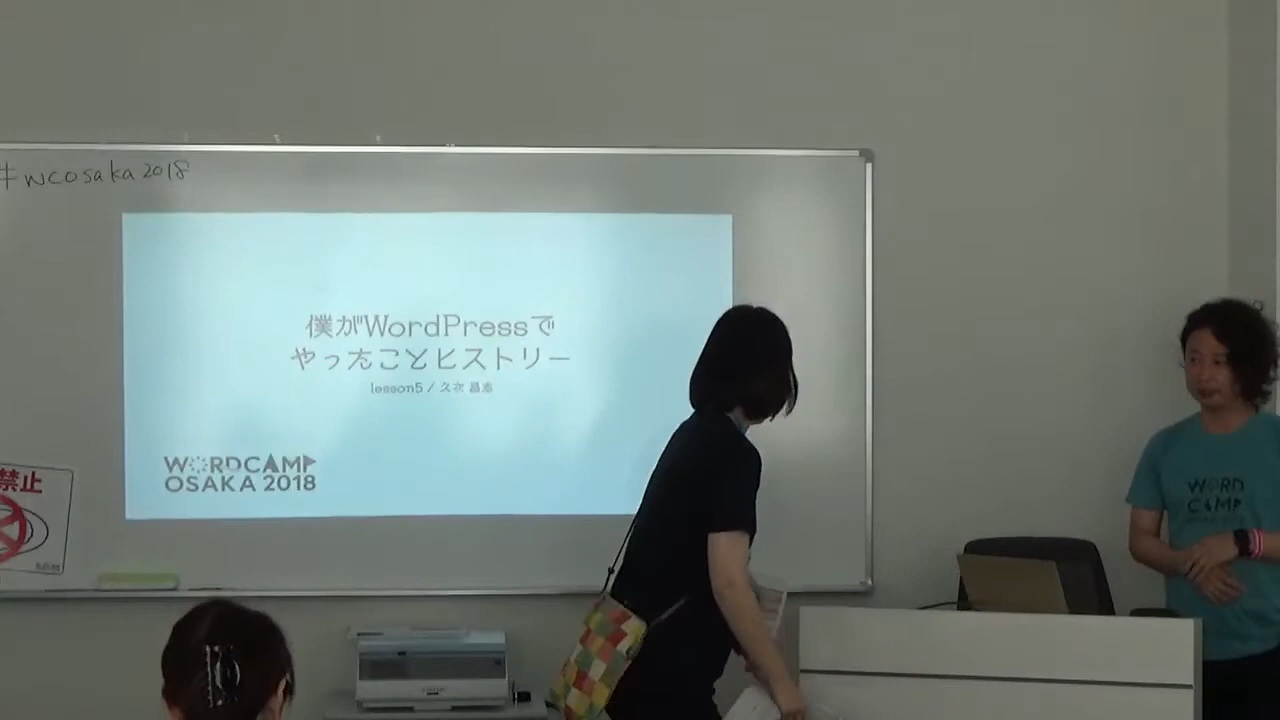 #wcosaka2018
僕がWordPressで
やったことヒストリー
lesson5 / 久次 昌志
WORDCAMP
OSAKA 2018
禁止
WORD
CAMP